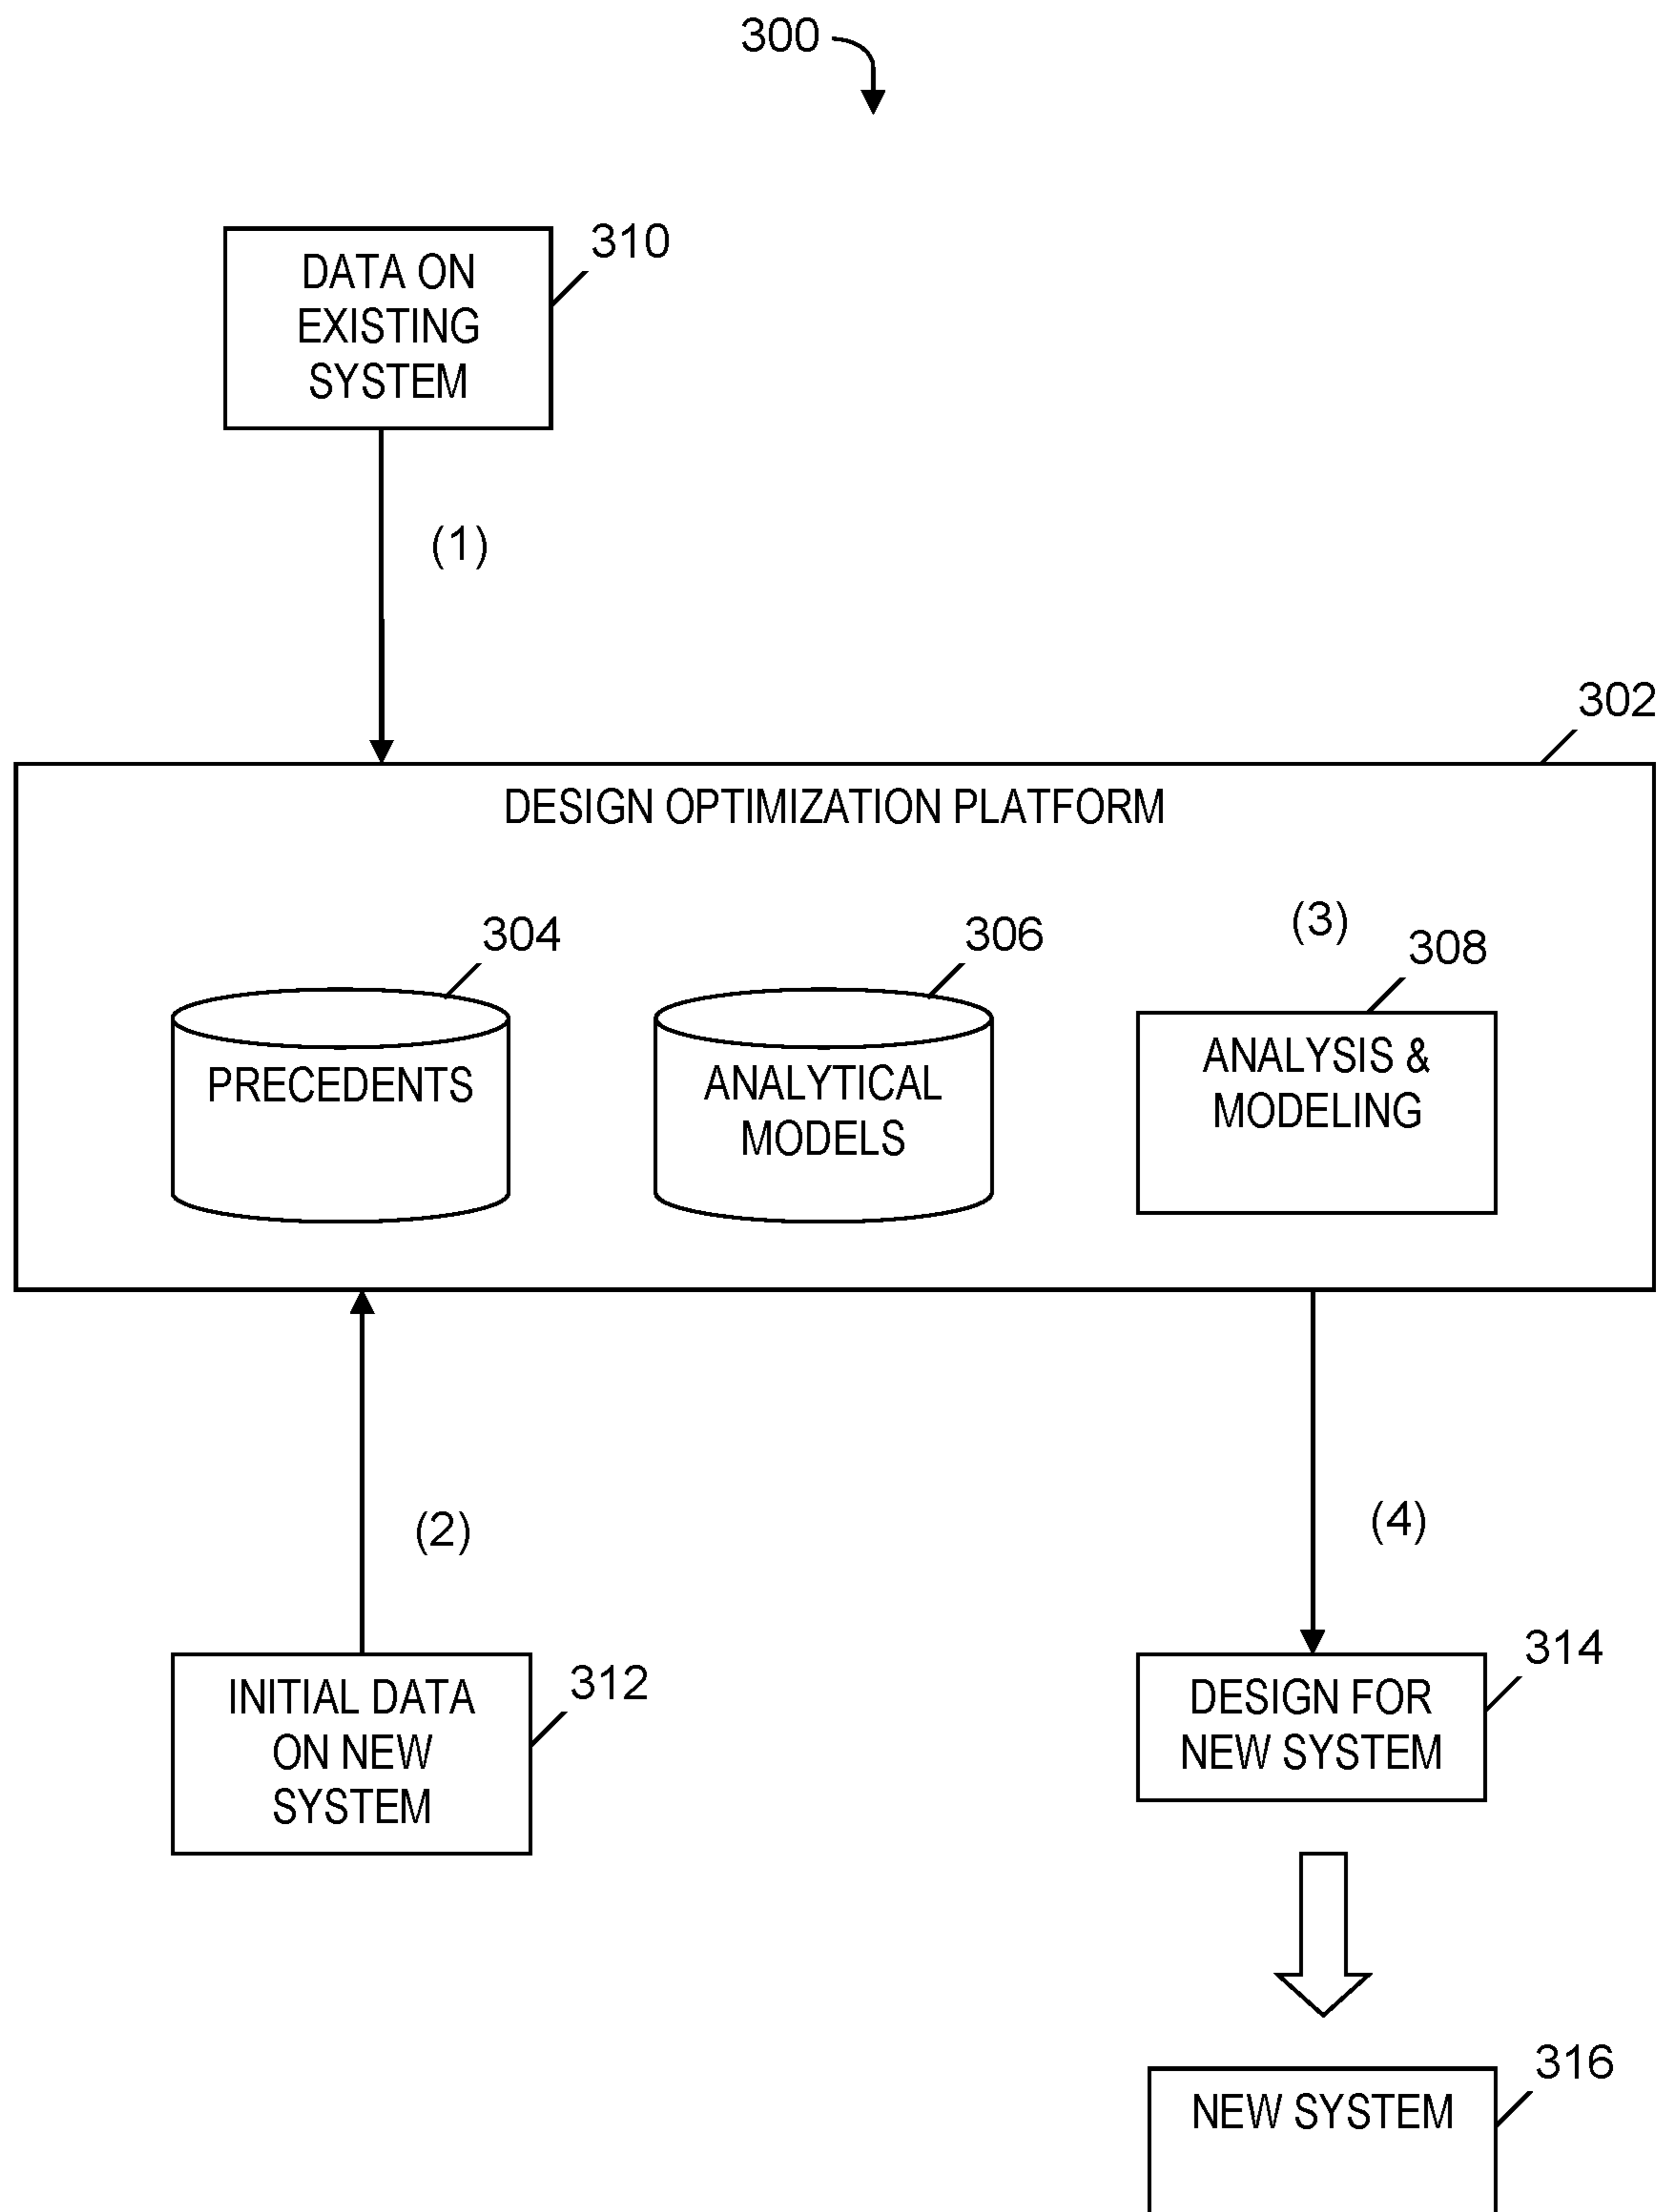 300
310
DATA ON
EXISTING
SYSTEM
(1)
302
DESIGN OPTIMIZATION PLATFORM
304
306
(3)
308
PRECEDENTS
ANALYTICAL
MODELS
ANALYSIS &
MODELING
(2)
(4)
312
INITIAL DATA
ON NEW
SYSTEM
314
DESIGN FOR
NEW SYSTEM
316
NEW SYSTEM